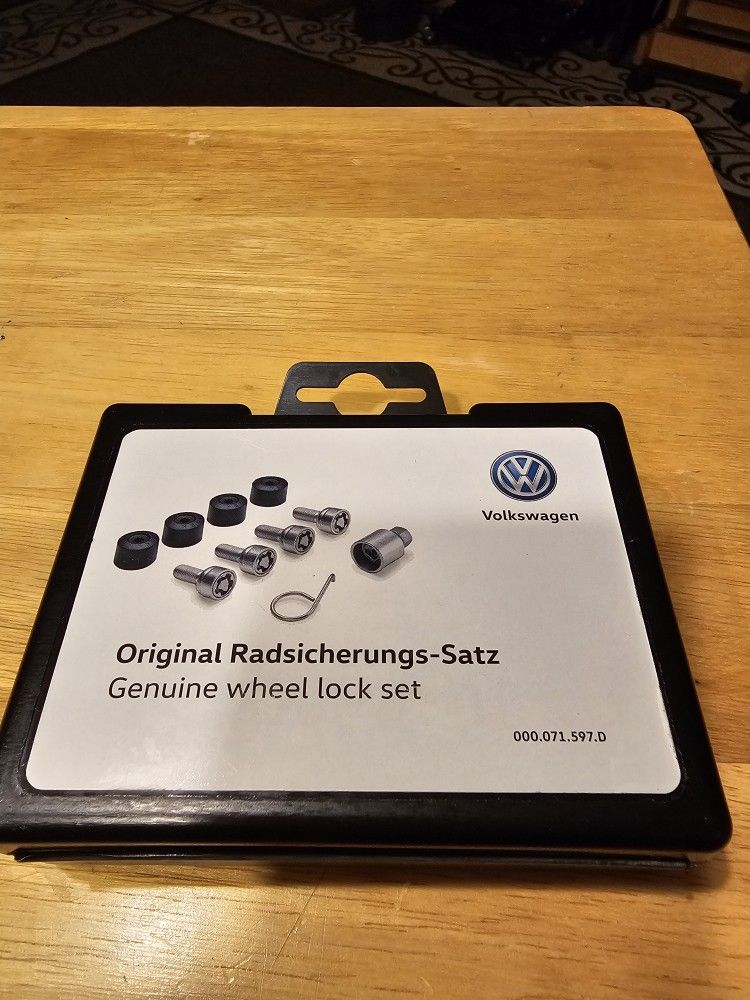 Volkswagen
Original Radsicherungs-Satz
Genuine wheel lock set
000.071.597.D